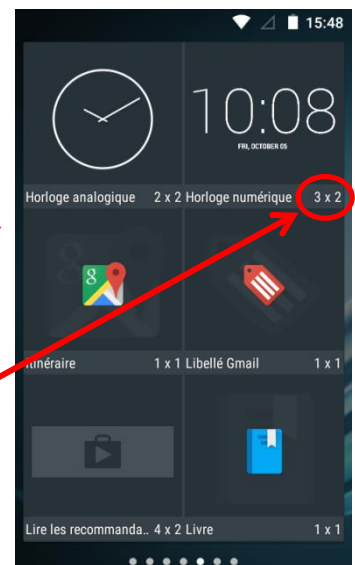 15:48
10:08
FRI, OCTOBER 05
Horloge analogique 2 x 2 Horloge numérique 3 x 2
g
Itinéraire 1 x 1 Libellé Gmail 1 x 1
Lire les recommanda.. 4 x 2 Livre 1 x 1